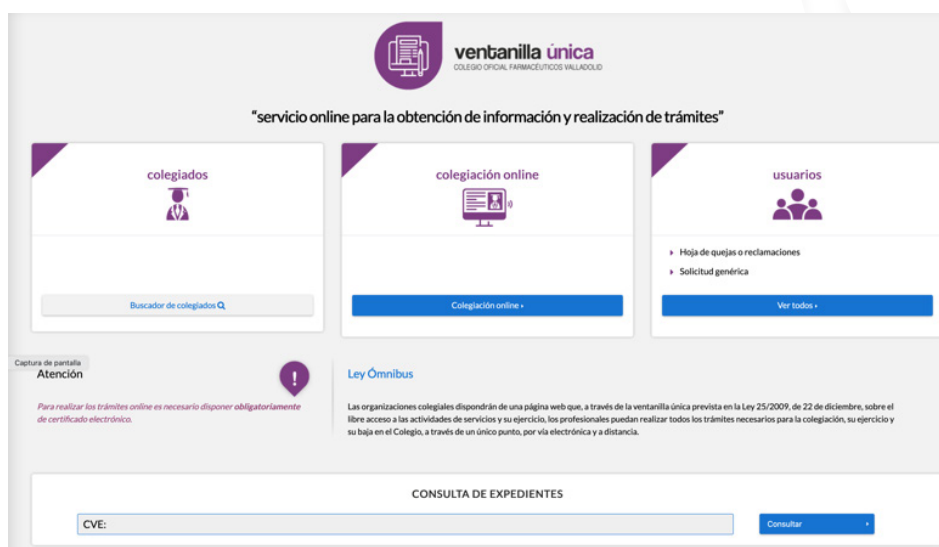 ventanilla única
COLEGIO OFICIAL FARMACÉUTICOS VALLADOLID
“servicio online para la obtención de información y realización de trámites”
colegiados
Buscador de colegiados
colegiación online
Colegiación online ›
usuarios
Hoja de quejas o reclamaciones
Solicitud genérica
Ver todos ›
Captura de pantalla
Atención
!
Para realizar los trámites online es necesario disponer obligatoriamente
de certificado electrónico.
Ley Ómnibus
Las organizaciones colegiales dispondrán de una página web que, a través de la ventanilla única prevista en la Ley 25/2009, de 22 de diciembre, sobre el
libre acceso a las actividades de servicios y su ejercicio, los profesionales puedan realizar todos los trámites necesarios para la colegiación, su ejercicio y
su baja en el Colegio, a través de un único punto, por vía electrónica y a distancia.
CONSULTA DE EXPEDIENTES
CVE:
Consultar ›